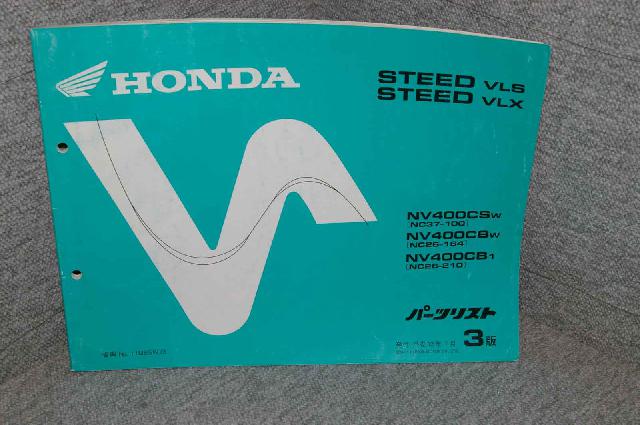 HONDA
STEED VLS
STEED VLX
NV400CSW
(NC37-100)
NV400CBW
(NC26-164)
NV400CB1
(NC26-210)
パーツリスト
3版